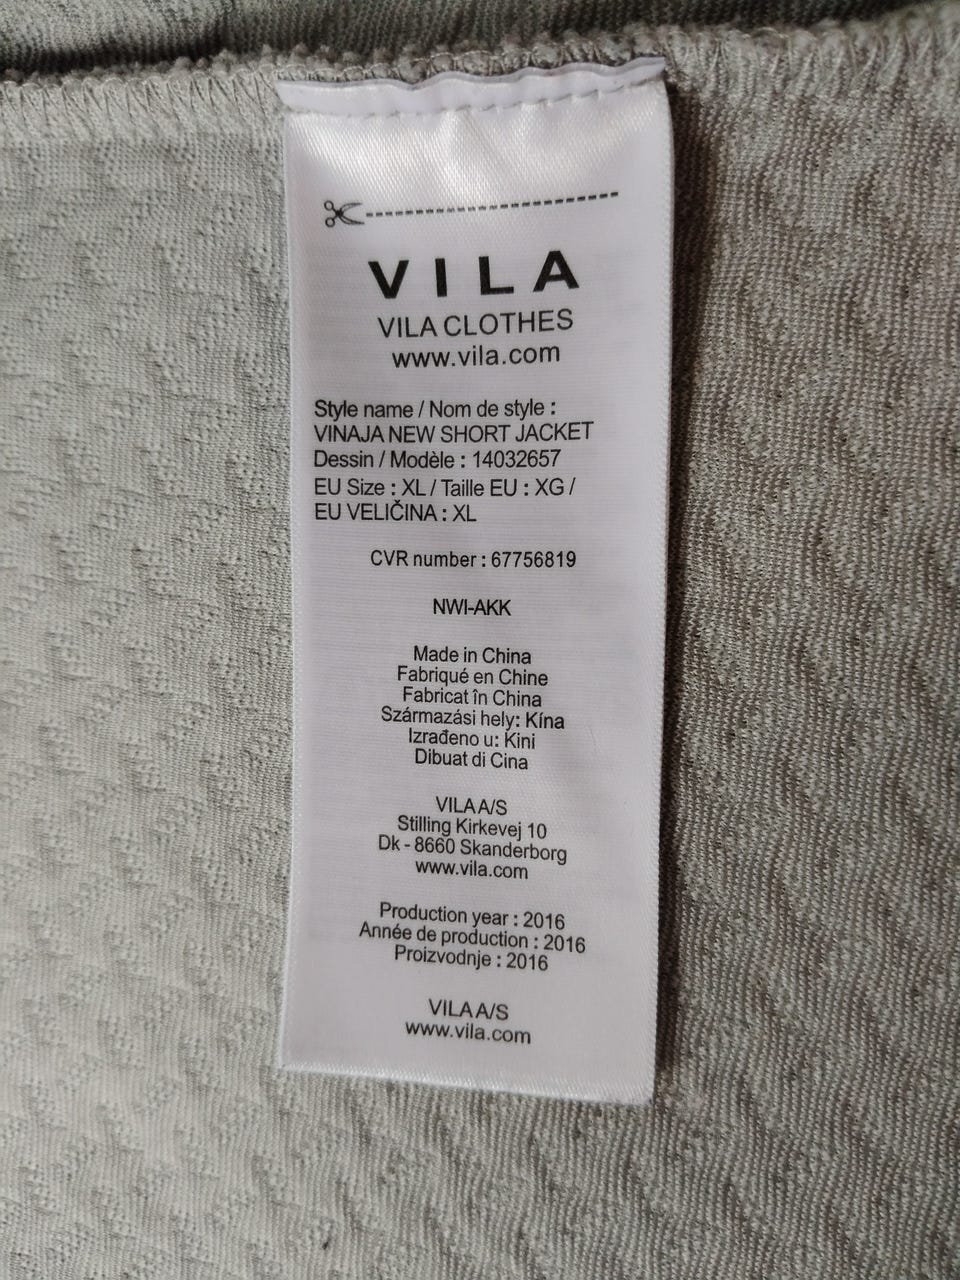 VILA
VILA CLOTHES
www.vila.com
Style name / Nom de style :
VINAJA NEW SHORT JACKET
Dessin / Modèle : 14032657
EU Size : XL / Taille EU : XG /
EU VELIČINA : XL
CVR number : 67756819
NWI-AKK
Made in China
Fabriqué en Chine
Fabricat în China
Származási hely: Kína
Izrađeno u: Kini
Dibuat di Cina
VILA A/S
Stilling Kirkevej 10
Dk - 8660 Skanderborg
www.vila.com
Production year : 2016
Année de production : 2016
Proizvodnje : 2016
VILA A/S
www.vila.com